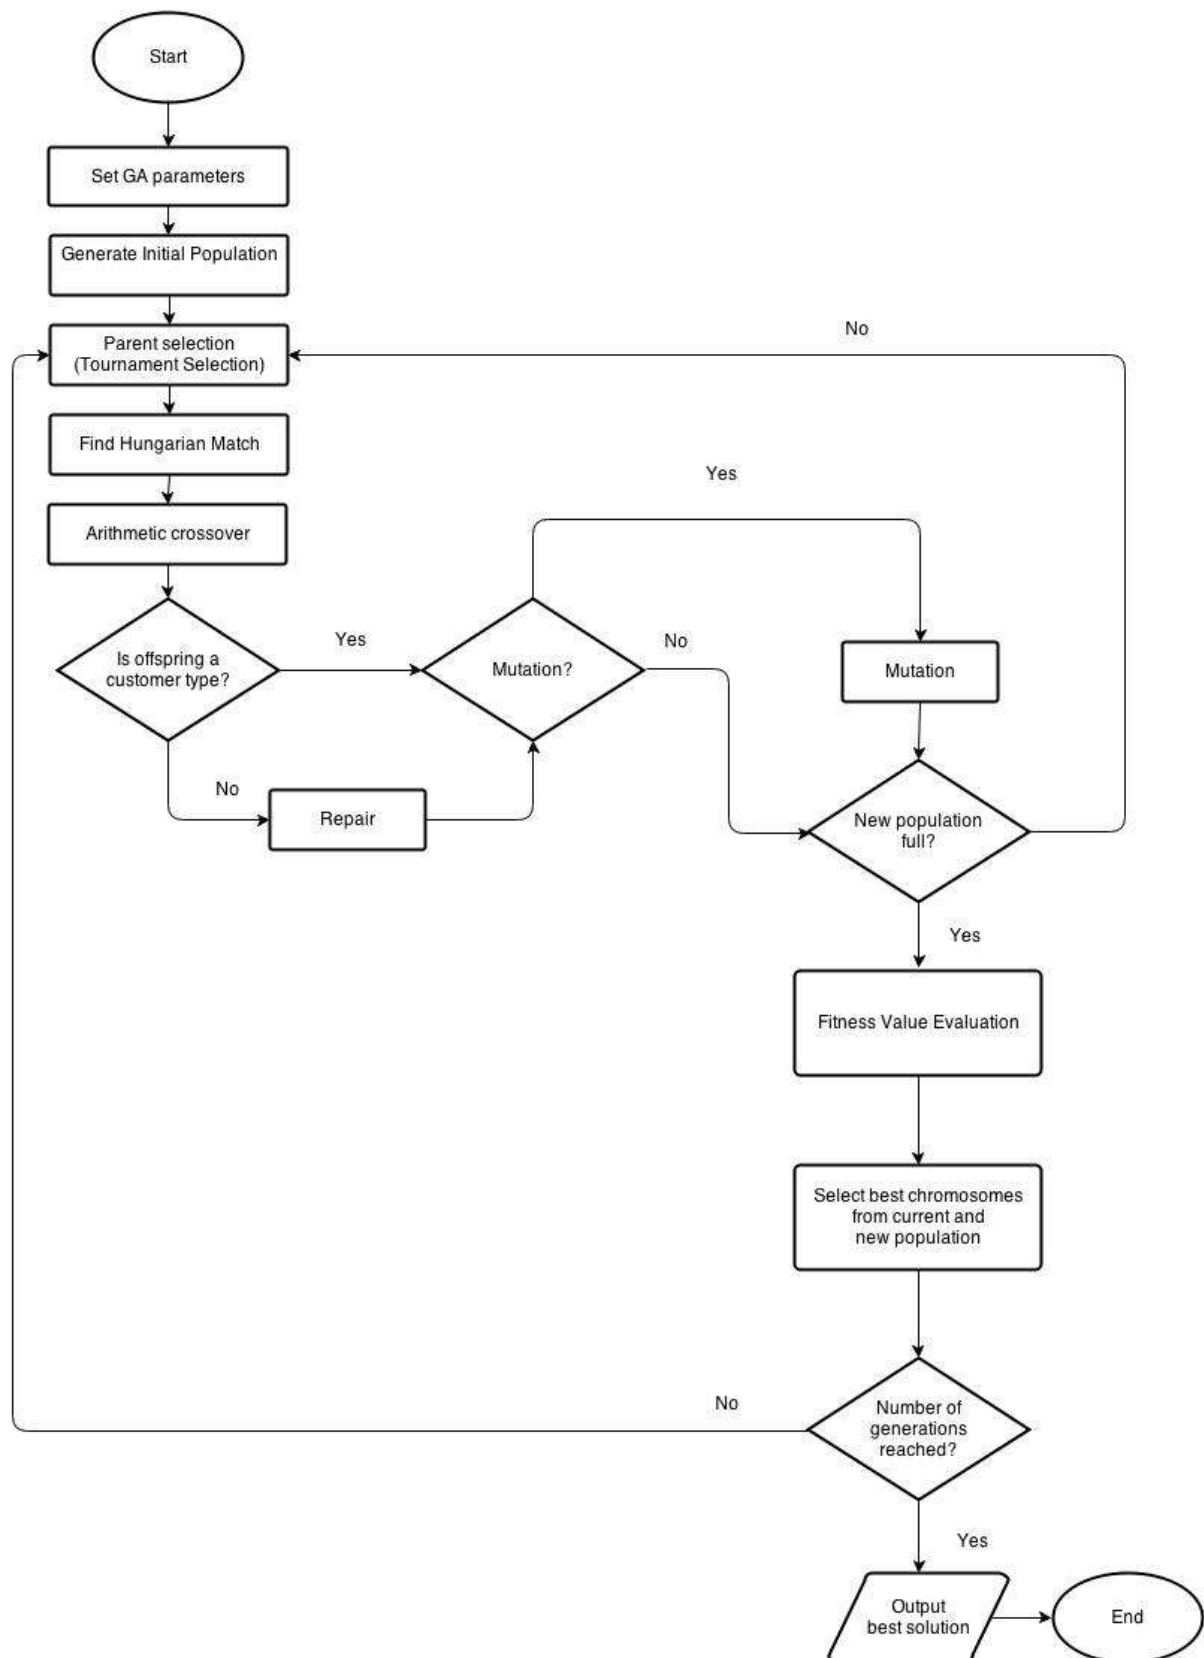 Start
Set GA parameters
Generate Initial Population
Parent selection
(Tournament Selection)
No
Find Hungarian Match
Yes
Arithmetic crossover
Is offspring a
customer type?
Yes
Mutation?
No
Mutation
No
Repair
New population
full?
Yes
Fitness Value Evaluation
Select best chromosomes
from current and
new population
No
Number of
generations
reached?
Yes
Output
best solution
End